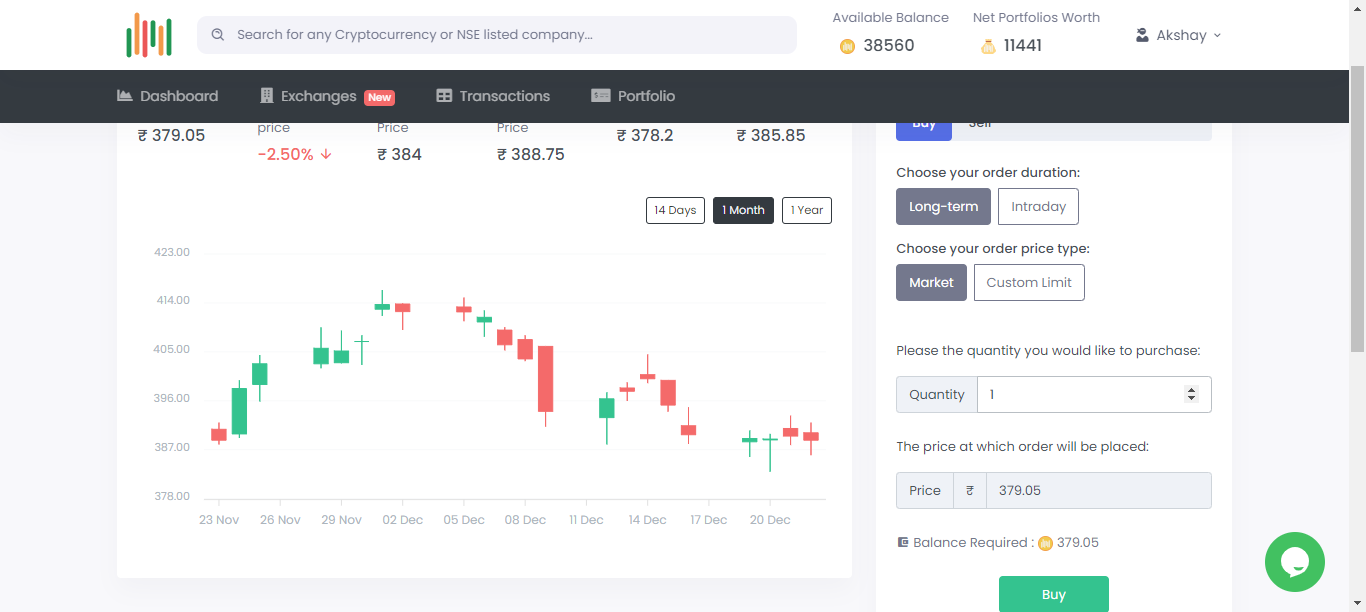 Search for any Cryptocurrency or NSE listed company...
Available Balance
38560
Net Portfolios Worth
11441
Akshay
Dashboard
Exchanges New
Transactions
Portfolio
₹ 379.05
price
-2.50%
Price
₹ 384
Price
₹ 388.75
₹ 378.2
₹ 385.85
14 Days
1 Month
1 Year
423.00
414.00
405.00
396.00
387.00
378.00
23 Nov 26 Nov 29 Nov 02 Dec 05 Dec 08 Dec 11 Dec 14 Dec 17 Dec 20 Dec
Buy
Sell
Choose your order duration:
Long-term
Intraday
Choose your order price type:
Market
Custom Limit
Please the quantity you would like to purchase:
Quantity 1
The price at which order will be placed:
Price ₹ 379.05
Balance Required : 379.05
Buy